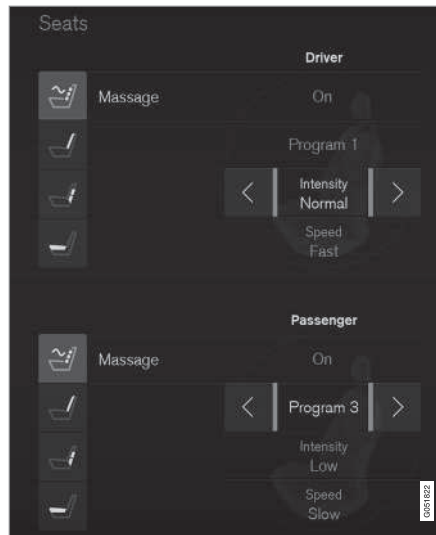 Seats
Driver
Massage On
Program 1
Intensity
Normal
Speed
Fast
Passenger
Massage On
Program 3
Intensity
Low
Speed
Slow
G051822